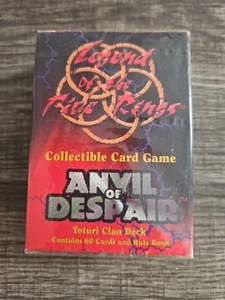 Legend
of the
Five Rings
Collectible Card Game
ANVIL
OF
DESPAIR™
Toturi Clan Deck
Contains 60 Cards and Rule Book